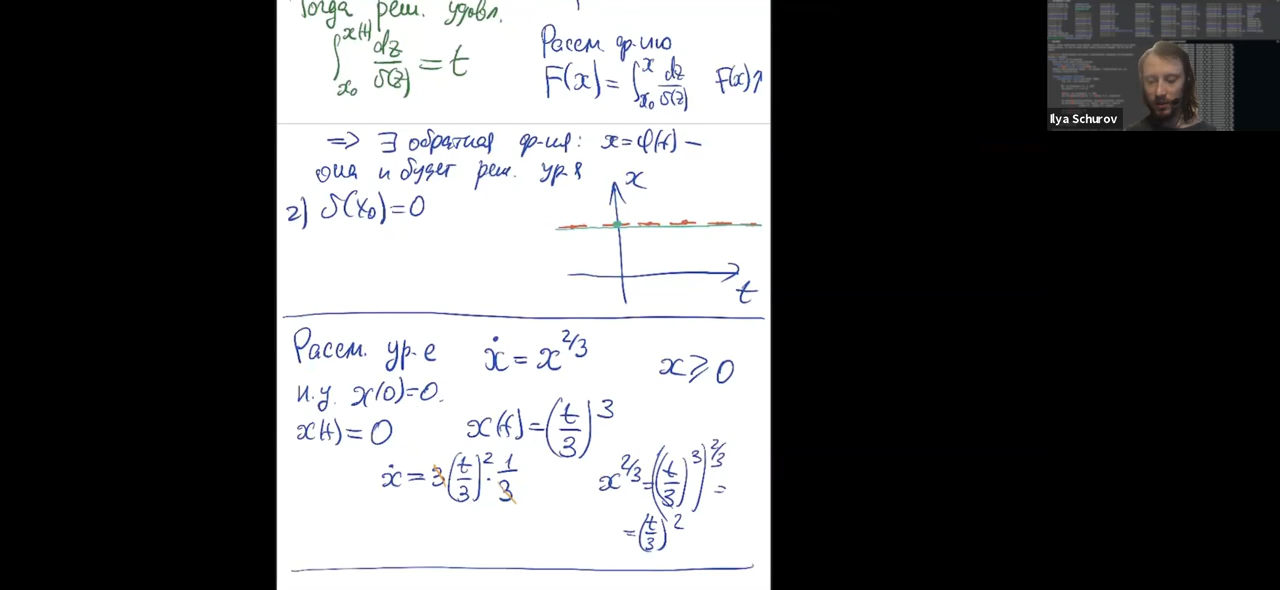 Тогда реш. удовл.
∫_{x₀}^{x(t)} dz/f(z) = t
Рассм. ф-ию
F(x) = ∫_{x₀}^{x} dz/f(z) F(x)↑
⇒ ∃ обратная ф-ия: x = φ(t) –
она и будет реш. ур-я
2) f(x₀) = 0
x
t
Рассм. ур-е ẋ = x^{2/3} x ⩾ 0
н.у. x(0)=0.
x(t) = 0 x(t) = (t/3)^3
ẋ = 3(t/3)^2 · 1/3
x^{2/3} = ((t/3)^3)^{2/3} =
= (t/3)^2
Ilya Schurov